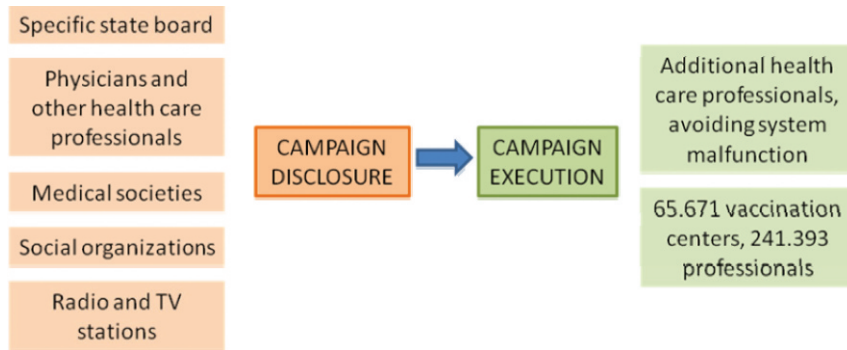 Specific state board
Physicians and
other health care
professionals
Medical societies
Social organizations
Radio and TV
stations
CAMPAIGN
DISCLOSURE
CAMPAIGN
EXECUTION
Additional health
care professionals,
avoiding system
malfunction
65.671 vaccination
centers, 241.393
professionals